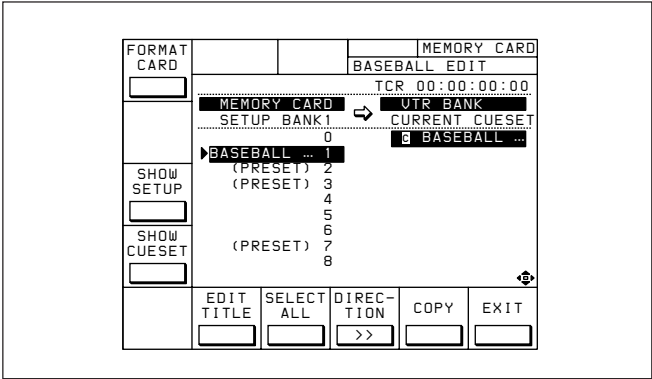 FORMAT
CARD
MEMORY CARD
BASEBALL EDIT
TCR 00:00:00:00
MEMORY CARD ⇨ VTR BANK
SETUP BANK1 CURRENT CUESET
0 C BASEBALL …
▶BASEBALL … 1
(PRESET) 2
(PRESET) 3
4
5
6
(PRESET) 7
8
SHOW
SETUP
SHOW
CUESET
EDIT
TITLE
SELECT
ALL
DIREC-
TION
>>
COPY
EXIT